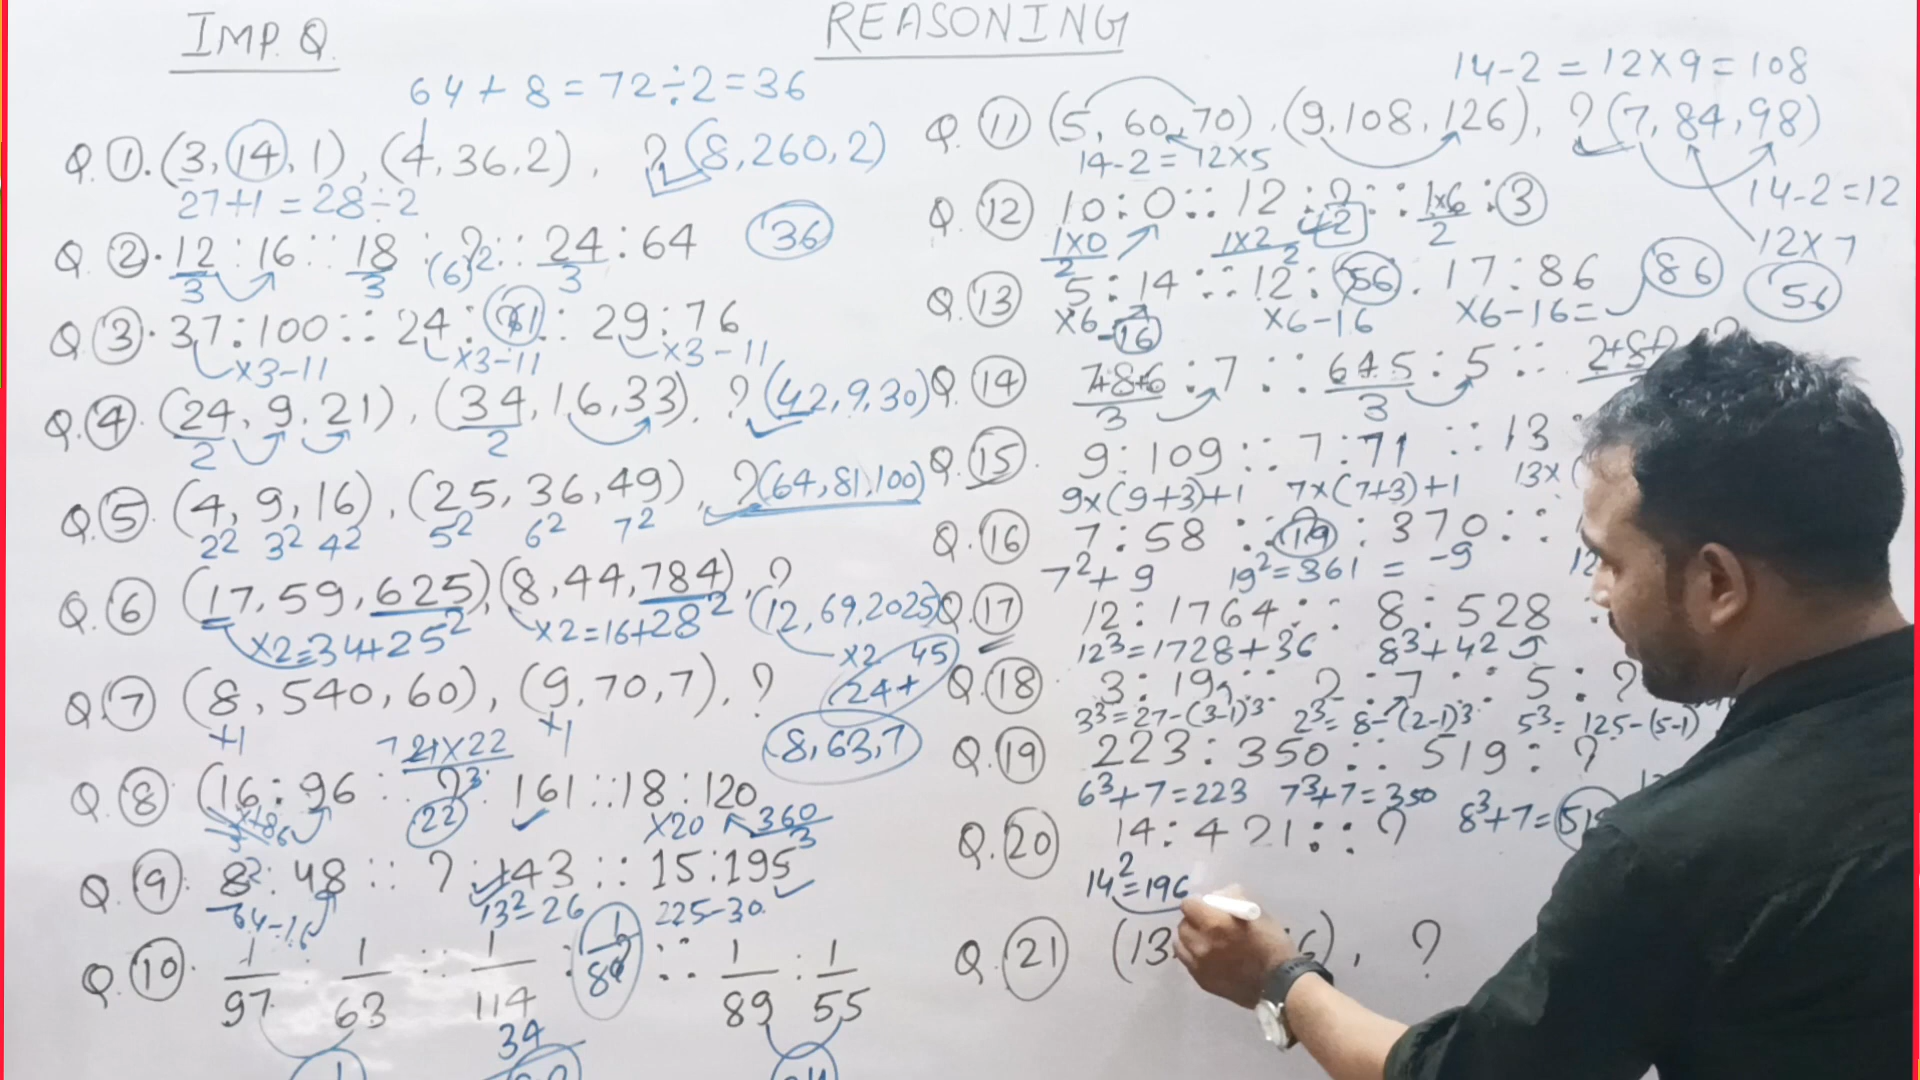 IMP. Q.
REASONING
64 + 8 = 72 ÷ 2 = 36
Q. 1. (3, 14, 1), (4, 36, 2), ? (8, 260, 2)
27+1 = 28 ÷ 2
Q. 2. 12 : 16 :: 18 : ? :: 24 : 64 36
3 3 (6)² 3
Q. 3. 37 : 100 :: 24 : 61 :: 29 : 76
×3-11 ×3-11 ×3-11
Q. 4. (24, 9, 21), (34, 16, 33), ? (42, 9, 30)
2 2
Q. 5. (4, 9, 16), (25, 36, 49), ? (64, 81, 100)
2² 3² 4² 5² 6² 7²
Q. 6 (17, 59, 625), (8, 44, 784), ?
(12, 69, 2025)
×2=34+25² ×2=16+28² ×2 45
24+
Q. 7 (8, 540, 60), (9, 70, 7), ?
+1 +1 8, 63, 7
21×22
Q. 8 (16 : 96 :: ? : 161 :: 18 : 120
3 22 ×20 360
3
Q. 9. 8² : 48 :: ? : 143 :: 15 : 195
64-16 13²-26 225-30
Q. 10. 1/97 : 1/63 :: 1/114 : 1/80 :: 1/89 : 1/55
34
14-2 = 12×9 = 108
Q. 11 (5, 60, 70), (9, 108, 126), ? (7, 84, 98)
14-2 = 12×5
14-2 = 12
12×7
Q. 12 10 : 0 :: 12 : ? :: 1×6 : 3
1×0 1×2 2
2 2
Q. 13 5 : 14 :: 12 : 56 : 17 : 86 86 56
×6-16 ×6-16 ×6-16=
Q. 14 7+8+6 : 7 :: 645 : 5 :: 2+8+
3 3
Q. 15. 9 : 109 :: 7 : 71 :: 13
9×(9+3)+1 7×(7+3)+1 13×(
Q. 16 7 : 58 :: 19 : 370 ::
7²+9 19²=361 = -9 12
Q. 17 12 : 1764 :: 8 : 528
12³=1728+36 8³+42
Q. 18 3 : 19 :: 2 : 7 :: 5 : ?
3³=27-(3-1)³ 2³=8-(2-1)³ 5³=125-(5-1)
Q. 19 223 : 350 :: 519 : ?
6³+7=223 7³+7=350 8³+7=519
Q. 20 14 : 421 :: ?
14²=196
Q. 21 (13 6), ?